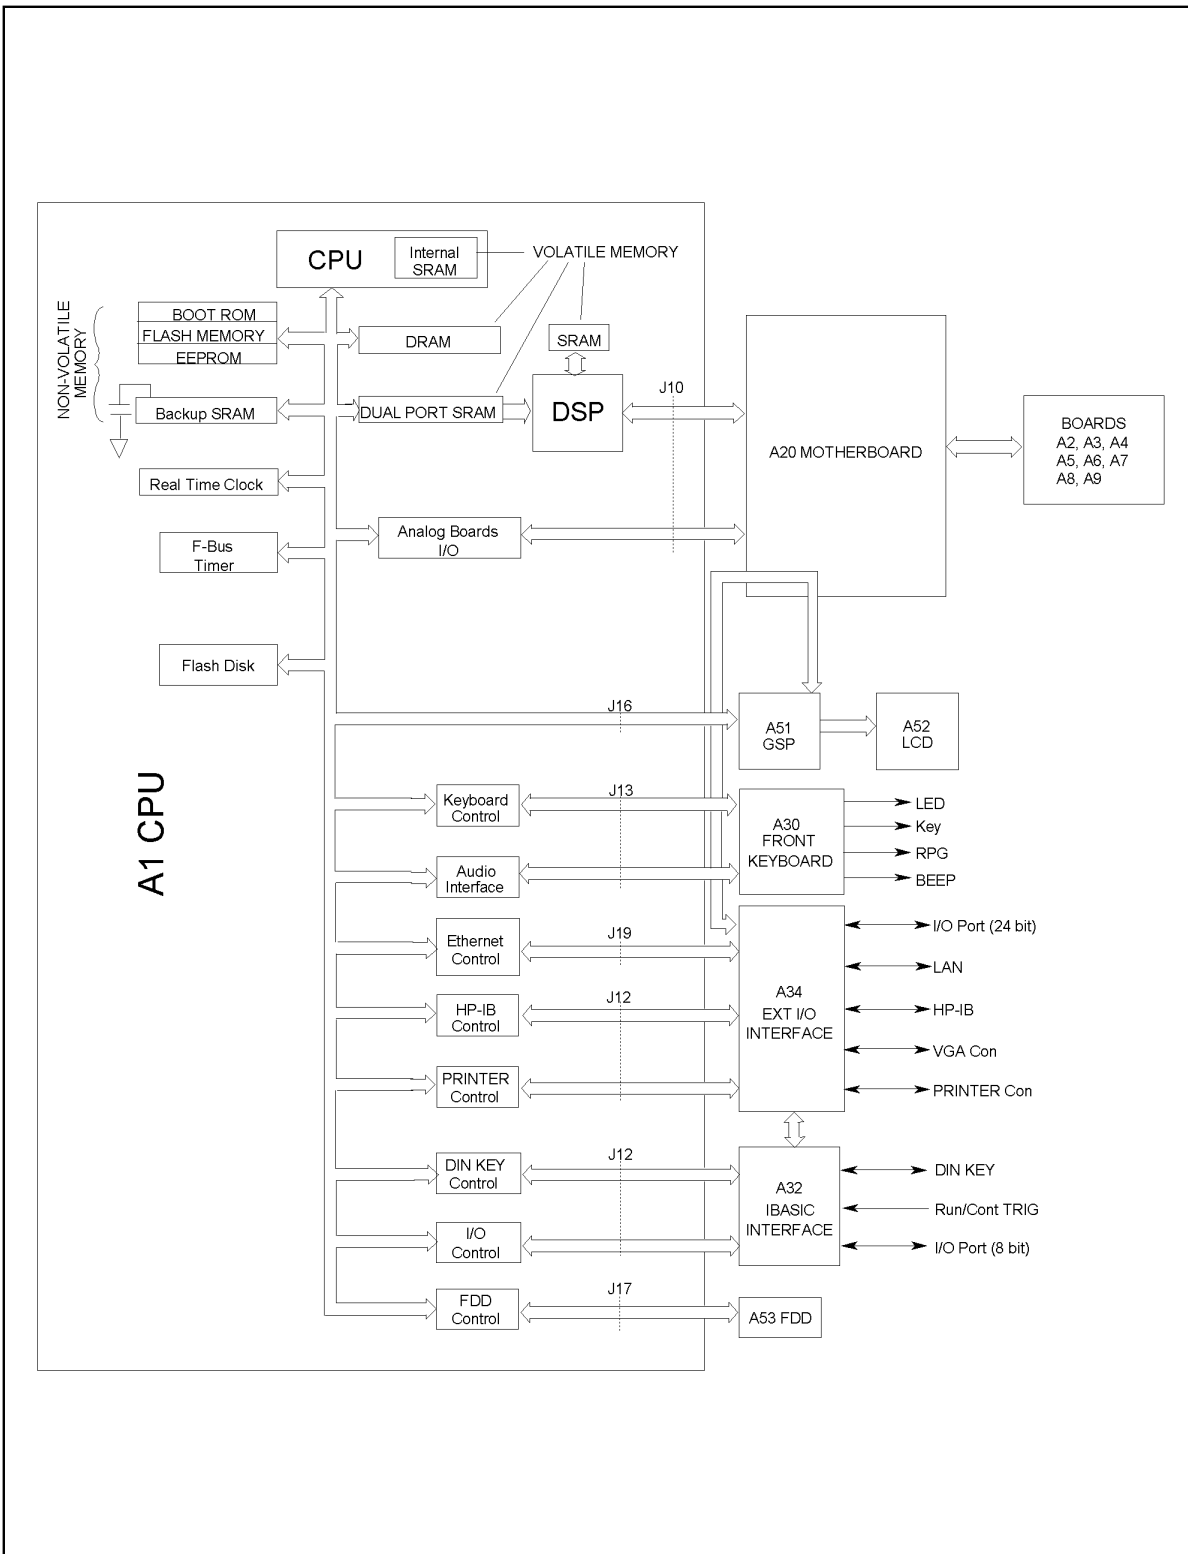 CPU
Internal
SRAM
VOLATILE MEMORY
NON-VOLATILE
MEMORY
BOOT ROM
FLASH MEMORY
EEPROM
DRAM
SRAM
Backup SRAM
DUAL PORT SRAM
DSP
J10
A20 MOTHERBOARD
BOARDS
A2, A3, A4
A5, A6, A7
A8, A9
Real Time Clock
Analog Boards
I/O
F-Bus
Timer
Flash Disk
J16
A51
GSP
A52
LCD
A1 CPU
Keyboard
Control
J13
A30
FRONT
KEYBOARD
LED
Key
RPG
BEEP
Audio
Interface
Ethernet
Control
J19
HP-IB
Control
J12
PRINTER
Control
A34
EXT I/O
INTERFACE
I/O Port (24 bit)
LAN
HP-IB
VGA Con
PRINTER Con
DIN KEY
Control
J12
I/O
Control
A32
IBASIC
INTERFACE
DIN KEY
Run/Cont TRIG
I/O Port (8 bit)
FDD
Control
J17
A53 FDD